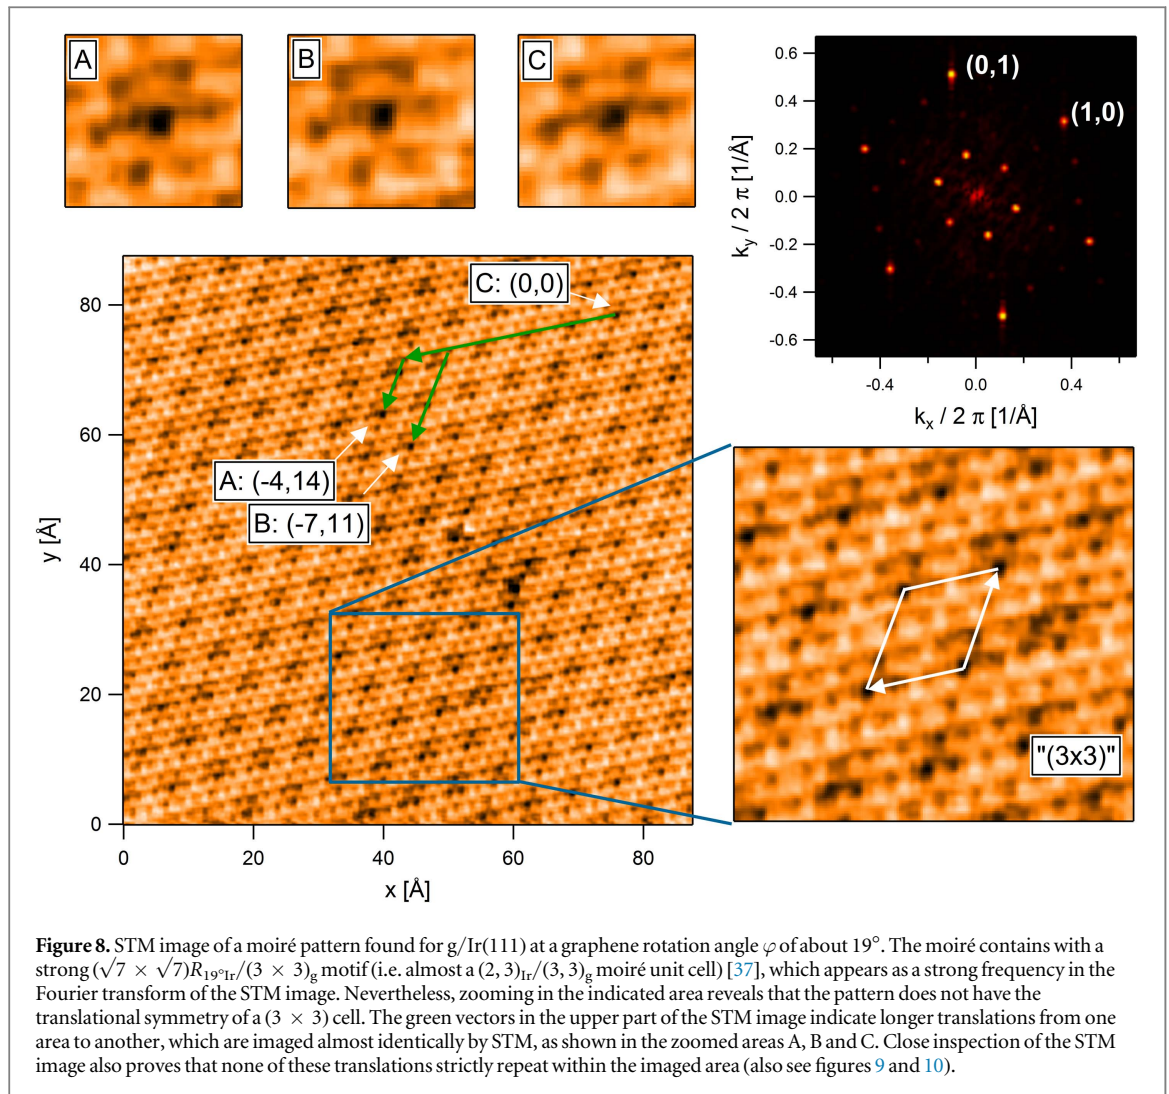 A
B
C
(0,1)
(1,0)
0.6
0.4
0.2
0.0
-0.2
-0.4
-0.6
k_y / 2 π [1/Å]
-0.4
0.0
0.4
k_x / 2 π [1/Å]
C: (0,0)
A: (-4,14)
B: (-7,11)
80
60
40
20
0
y [Å]
0
20
40
60
80
x [Å]
"(3x3)"
Figure 8. STM image of a moiré pattern found for g/Ir(111) at a graphene rotation angle φ of about 19°. The moiré contains with a
strong (√7 × √7)R_{19°Ir}/(3 × 3)_g motif (i.e. almost a (2, 3)_{Ir}/(3, 3)_g moiré unit cell) [37], which appears as a strong frequency in the
Fourier transform of the STM image. Nevertheless, zooming in the indicated area reveals that the pattern does not have the
translational symmetry of a (3 × 3) cell. The green vectors in the upper part of the STM image indicate longer translations from one
area to another, which are imaged almost identically by STM, as shown in the zoomed areas A, B and C. Close inspection of the STM
image also proves that none of these translations strictly repeat within the imaged area (also see figures 9 and 10).